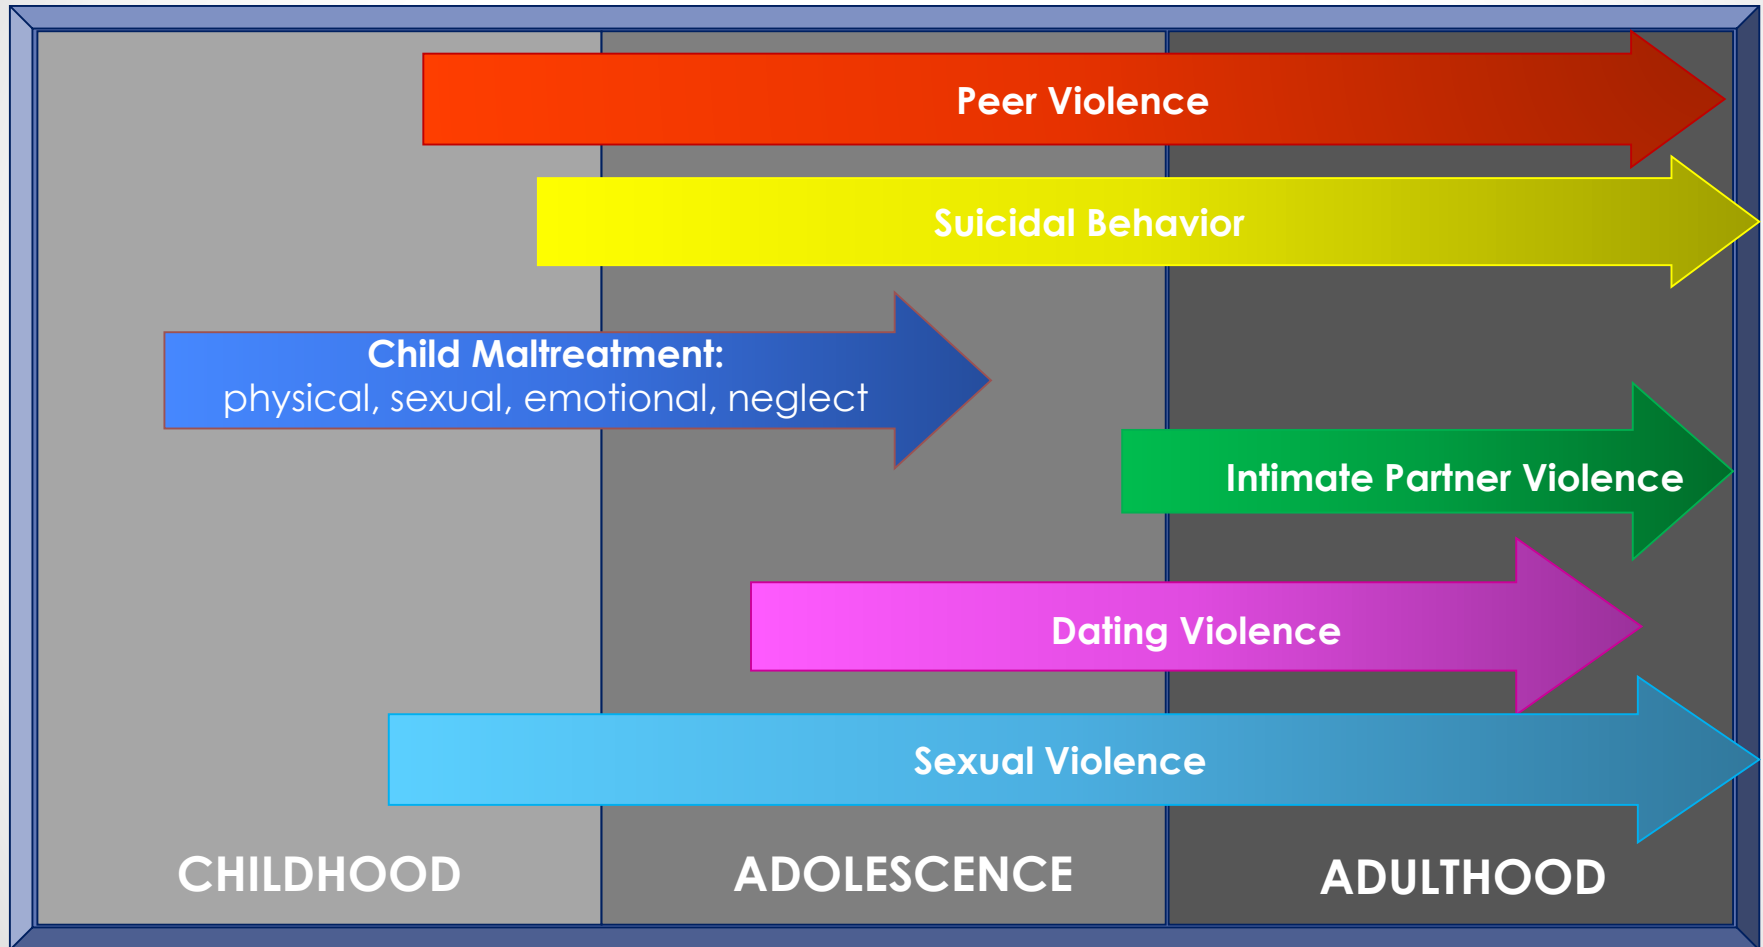 Peer Violence
Suicidal Behavior
Child Maltreatment:
physical, sexual, emotional, neglect
Intimate Partner Violence
Dating Violence
Sexual Violence
CHILDHOOD
ADOLESCENCE
ADULTHOOD